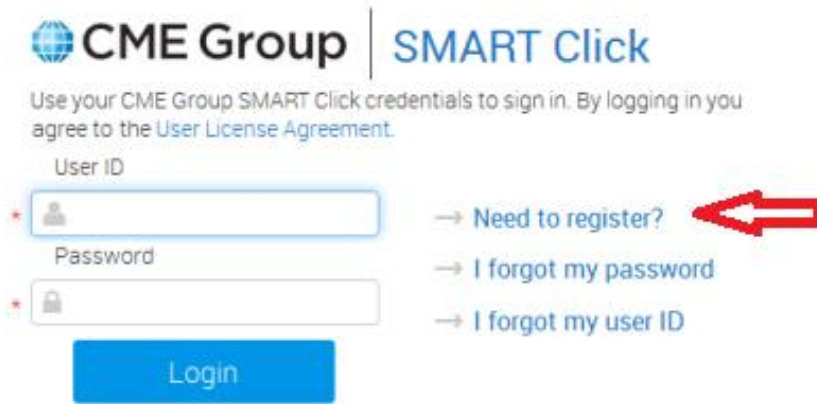 CME Group SMART Click
Use your CME Group SMART Click credentials to sign in. By logging in you
agree to the User License Agreement.
User ID
* → Need to register?
Password
→ I forgot my password
*
→ I forgot my user ID
Login